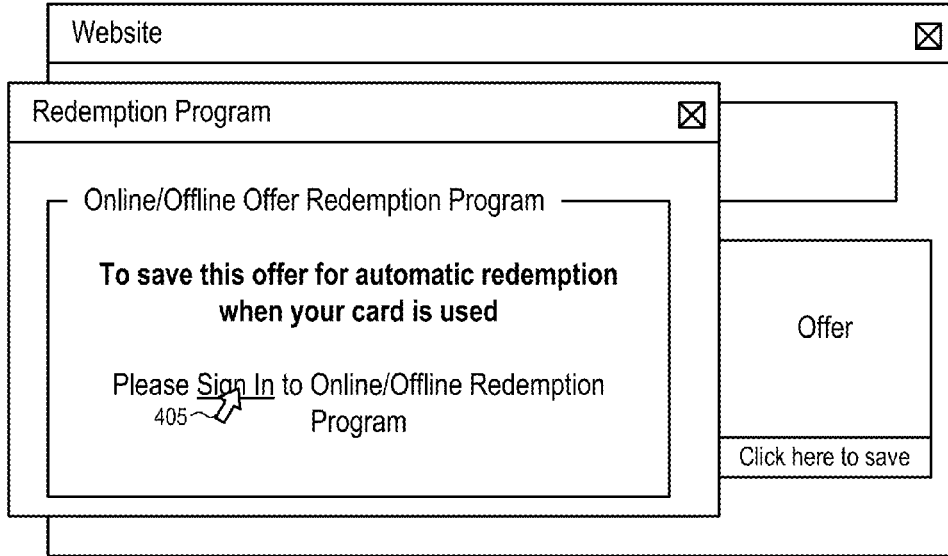 Website
Redemption Program
Online/Offline Offer Redemption Program
To save this offer for automatic redemption
when your card is used
Please Sign In to Online/Offline Redemption
405
Program
Offer
Click here to save